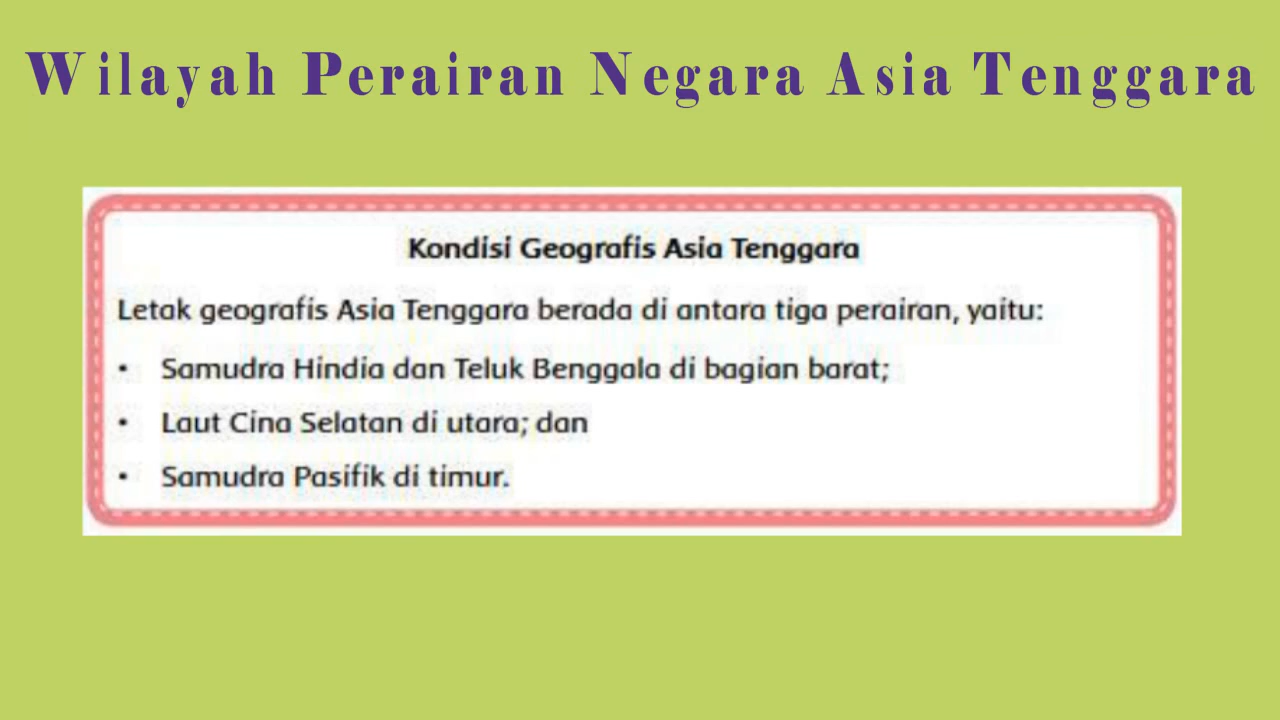 Wilayah Perairan Negara Asia Tenggara
Kondisi Geografis Asia Tenggara
Letak geografis Asia Tenggara berada di antara tiga perairan, yaitu:
• Samudra Hindia dan Teluk Benggala di bagian barat;
• Laut Cina Selatan di utara; dan
• Samudra Pasifik di timur.